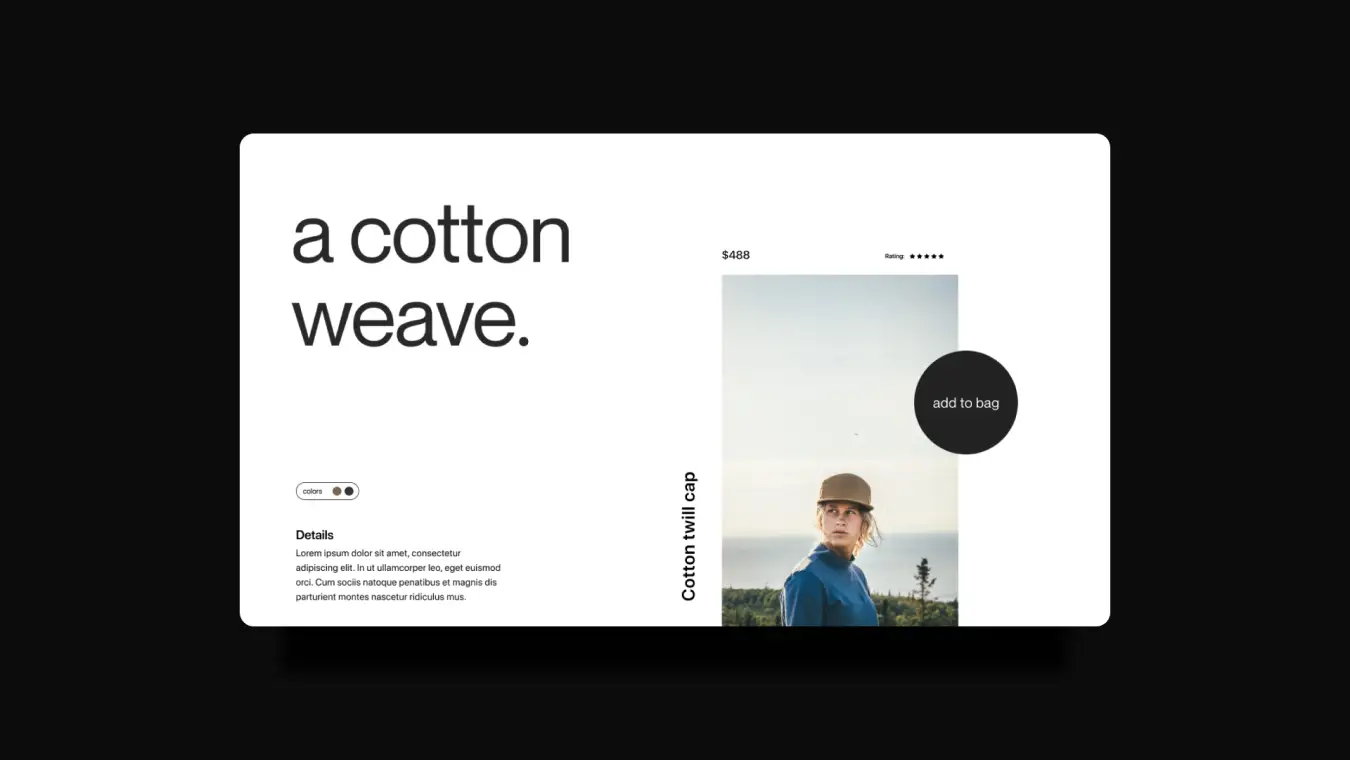 a cotton
weave.
$488
Rating: ★★★★★
add to bag
Cotton twill cap
colors
Details
Lorem ipsum dolor sit amet, consectetur
adipiscing elit. In ut ullamcorper leo, eget euismod
orci. Cum sociis natoque penatibus et magnis dis
parturient montes nascetur ridiculus mus.